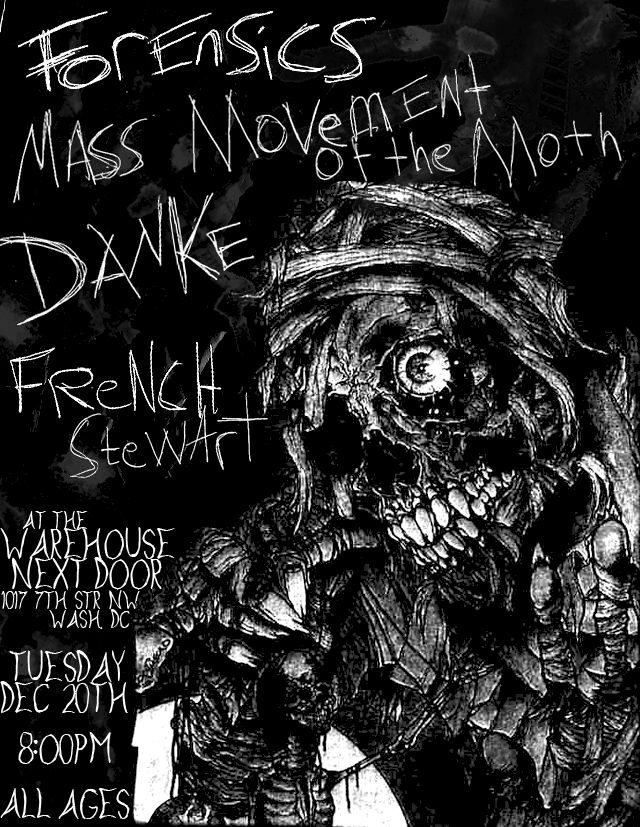 Forensics
Mass Movement
of the Moth
Danke
French
Stewart
At the
Warehouse
Next Door
1017 7th Str NW
Wash, DC
Tuesday
Dec 20th
8:00PM
All Ages